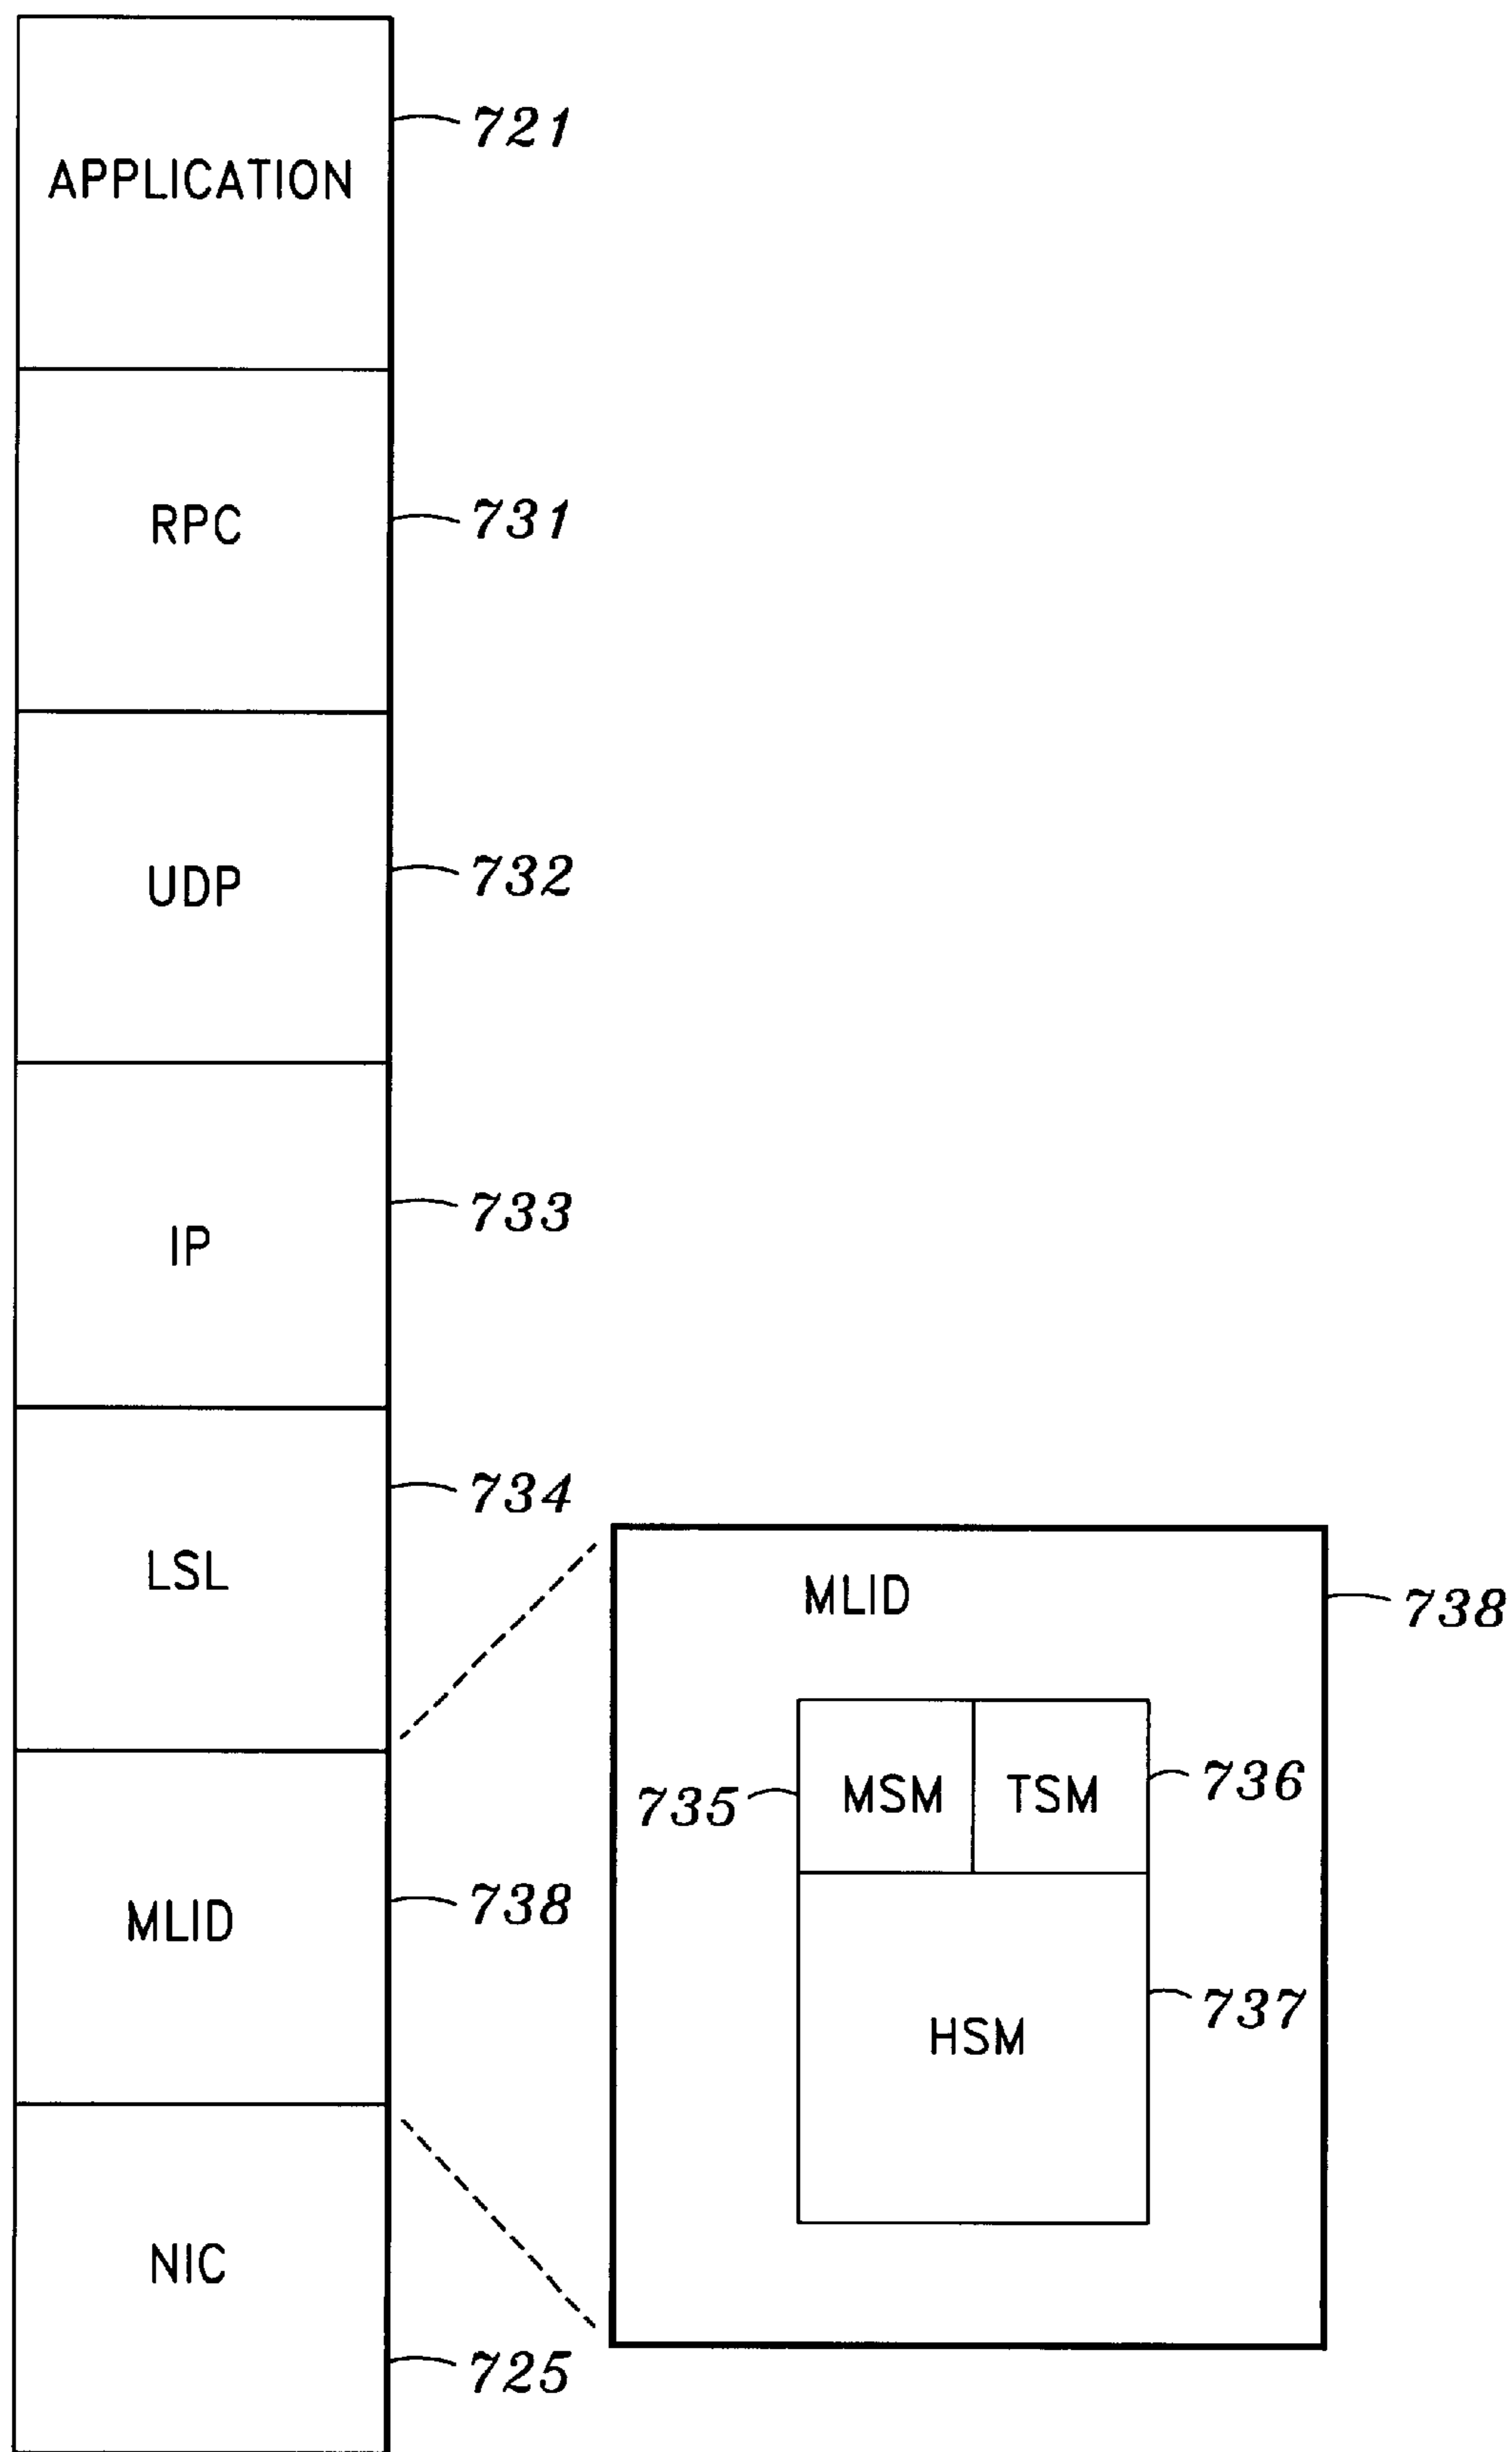 721
APPLICATION
RPC
731
UDP
732
733
IP
734
LSL
MLID
738
735
MSM
TSM
736
MLID
738
737
HSM
NIC
725